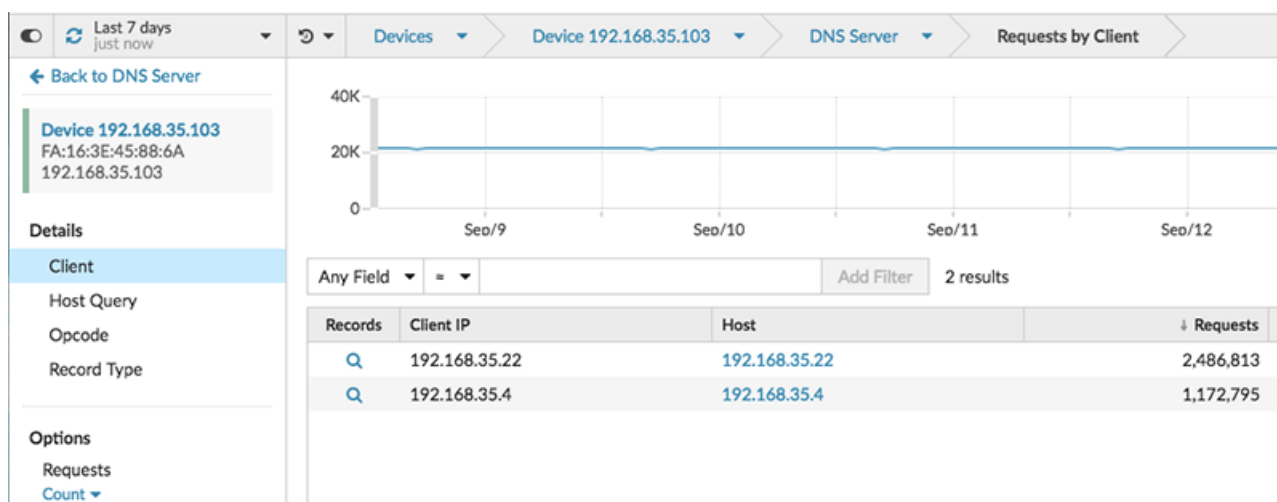 Last 7 days
just now
Devices
Device 192.168.35.103
DNS Server
Requests by Client
Back to DNS Server
Device 192.168.35.103
FA:16:3E:45:88:6A
192.168.35.103
Details
Client
Host Query
Opcode
Record Type
Options
Requests
Count
40K
20K
0
Sep/9 Sep/10 Sep/11 Sep/12
Any Field ≈ Add Filter 2 results
Records Client IP Host ↓ Requests
192.168.35.22 192.168.35.22 2,486,813
192.168.35.4 192.168.35.4 1,172,795